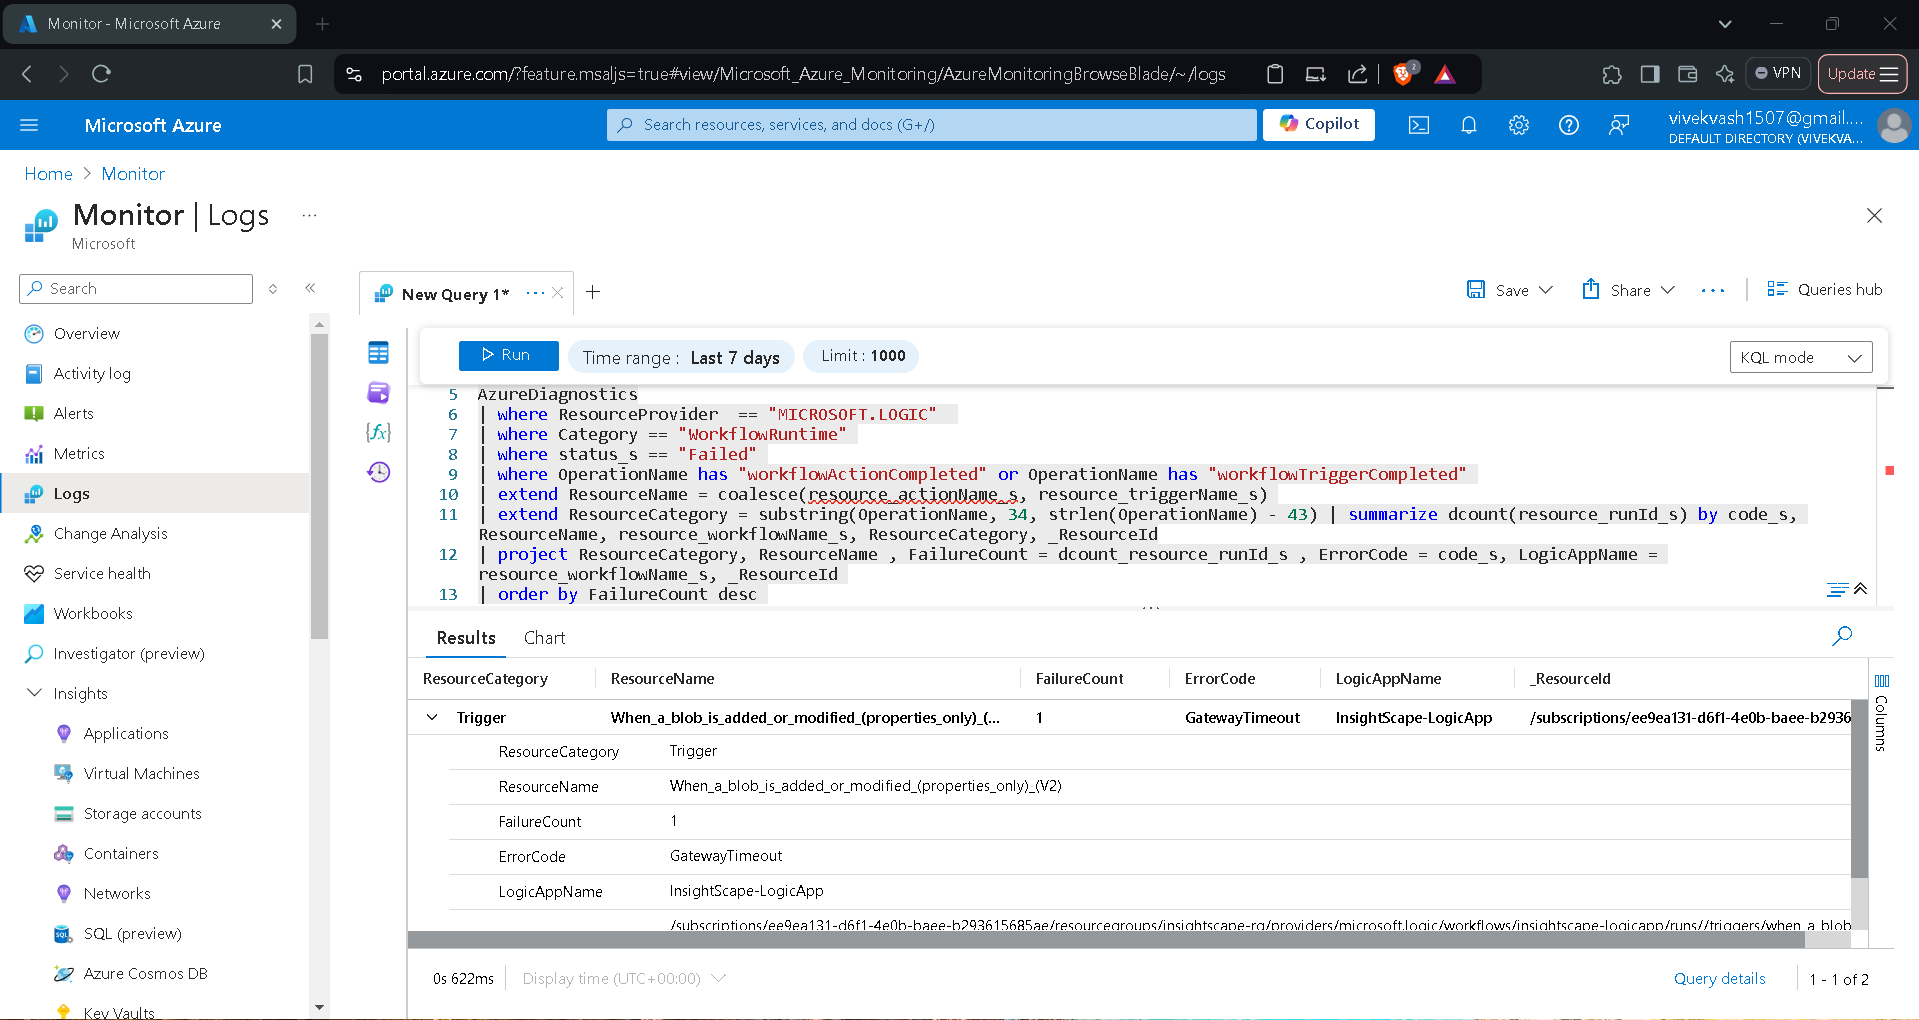 Monitor - Microsoft Azure
portal.azure.com/?feature.msaljs=true#view/Microsoft_Azure_Monitoring/AzureMonitoringBrowseBlade/~/logs
2
VPN
Update
Microsoft Azure
Search resources, services, and docs (G+/)
Copilot
vivekvash1507@gmail....
DEFAULT DIRECTORY (VIVEKVA...
Home > Monitor
Monitor | Logs
...
Microsoft
Search
Overview
Activity log
Alerts
Metrics
Logs
Change Analysis
Service health
Workbooks
Investigator (preview)
Insights
Applications
Virtual Machines
Storage accounts
Containers
Networks
SQL (preview)
Azure Cosmos DB
Key Vaults
New Query 1* ...
Save
Share
...
Queries hub
Run
Time range : Last 7 days
Limit : 1000
KQL mode
5 AzureDiagnostics
6 | where ResourceProvider == "MICROSOFT.LOGIC"
7 | where Category == "WorkflowRuntime"
8 | where status_s == "Failed"
9 | where OperationName has "workflowActionCompleted" or OperationName has "workflowTriggerCompleted"
10 | extend ResourceName = coalesce(resource_actionName_s, resource_triggerName_s)
11 | extend ResourceCategory = substring(OperationName, 34, strlen(OperationName) - 43) | summarize dcount(resource_runId_s) by code_s,
ResourceName, resource_workflowName_s, ResourceCategory, _ResourceId
12 | project ResourceCategory, ResourceName , FailureCount = dcount_resource_runId_s , ErrorCode = code_s, LogicAppName =
resource_workflowName_s, _ResourceId
13 | order by FailureCount desc
Results Chart
ResourceCategory ResourceName FailureCount ErrorCode LogicAppName _ResourceId
Trigger When_a_blob_is_added_or_modified_(properties_only)_(... 1 GatewayTimeout InsightScape-LogicApp /subscriptions/ee9ea131-d6f1-4e0b-baee-b2936
ResourceCategory Trigger
ResourceName When_a_blob_is_added_or_modified_(properties_only)_(V2)
FailureCount 1
ErrorCode GatewayTimeout
LogicAppName InsightScape-LogicApp
/subscriptions/ee9ea131-d6f1-4e0b-baee-b293615685ae/resourcegroups/insightscape-rg/providers/microsoft.logic/workflows/insightscape-logicapp/runs//triggers/when_a_blob
Columns
0s 622ms
Display time (UTC+00:00)
Query details
1 - 1 of 2